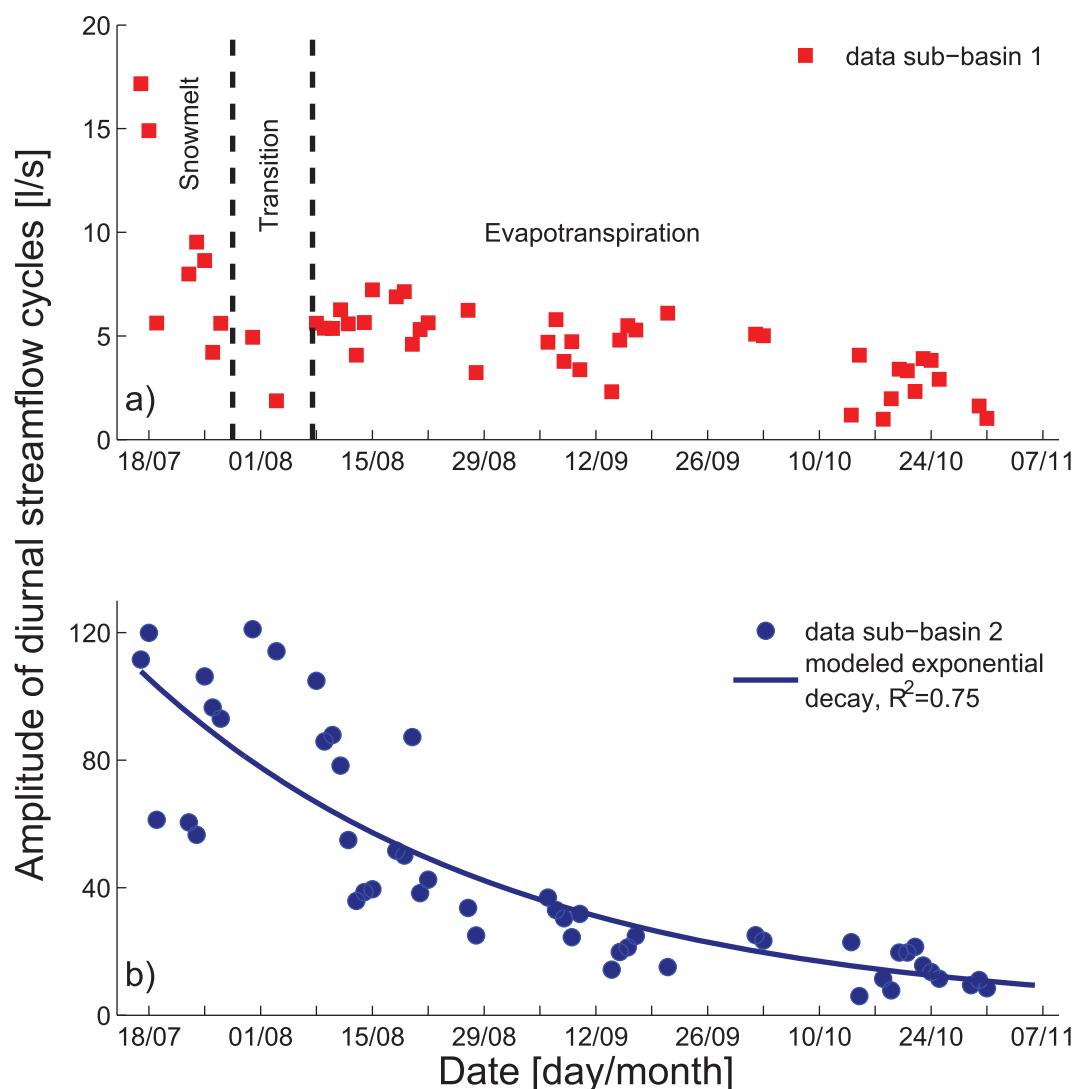 Amplitude of diurnal streamflow cycles [l/s]
20
15
10
5
0
data sub−basin 1
Snowmelt
Transition
Evapotranspiration
a)
18/07 01/08 15/08 29/08 12/09 26/09 10/10 24/10 07/11
120
80
40
0
data sub−basin 2
modeled exponential
decay, R²=0.75
b)
18/07 01/08 15/08 29/08 12/09 26/09 10/10 24/10 07/11
Date [day/month]